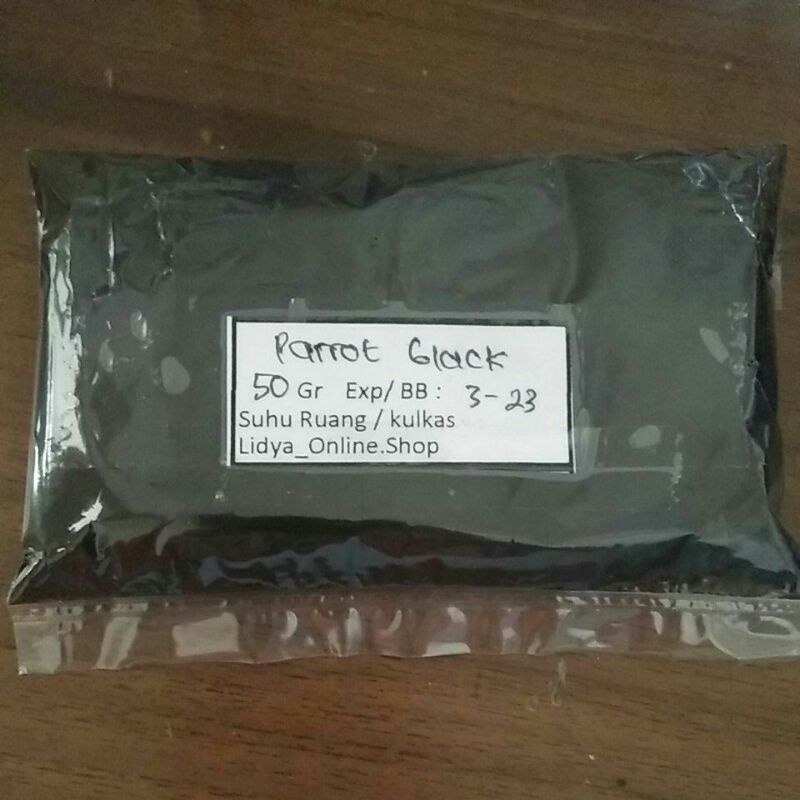 Parrot Black
50 Gr Exp/ BB : 3-23
Suhu Ruang / kulkas
Lidya_Online.Shop